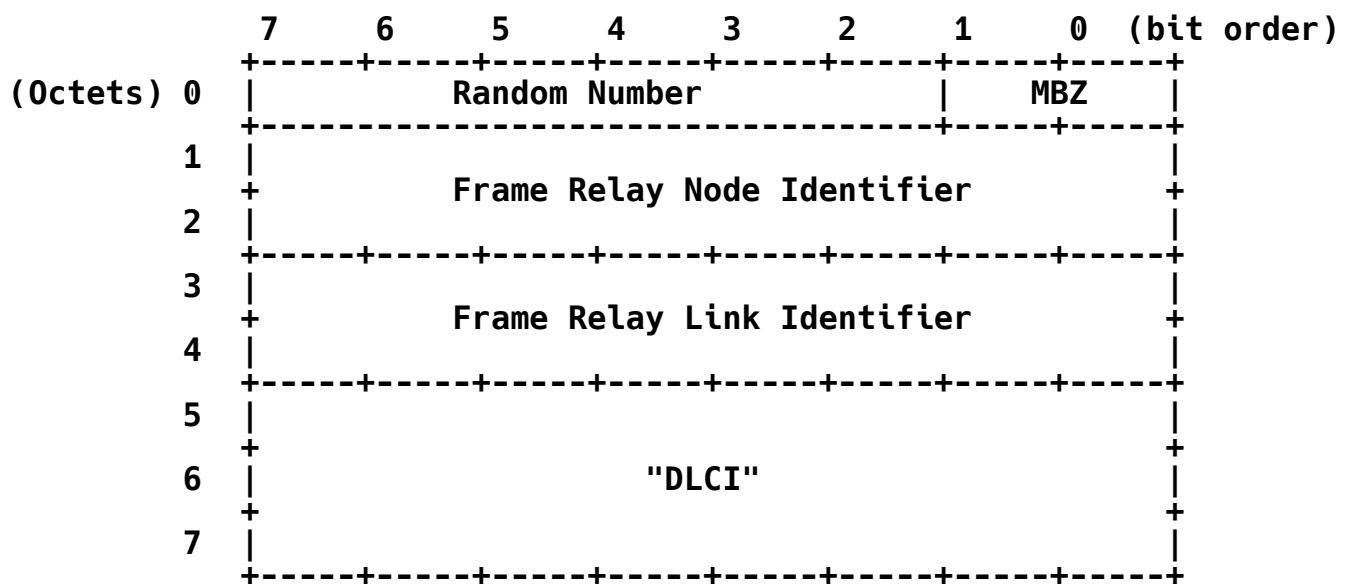 7 6 5 4 3 2 1 0 (bit order)
+-----+-----+-----+-----+-----+-----+-----+-----+
(Octets) 0 | Random Number | MBZ |
+-----------------------------------+-----+-----+
1 | |
+ Frame Relay Node Identifier +
2 | |
+-----+-----+-----+-----+-----+-----+-----+-----+
3 | |
+ Frame Relay Link Identifier +
4 | |
+-----+-----+-----+-----+-----+-----+-----+-----+
5 | |
+ +
6 | "DLCI" |
+ +
7 | |
+-----+-----+-----+-----+-----+-----+-----+-----+